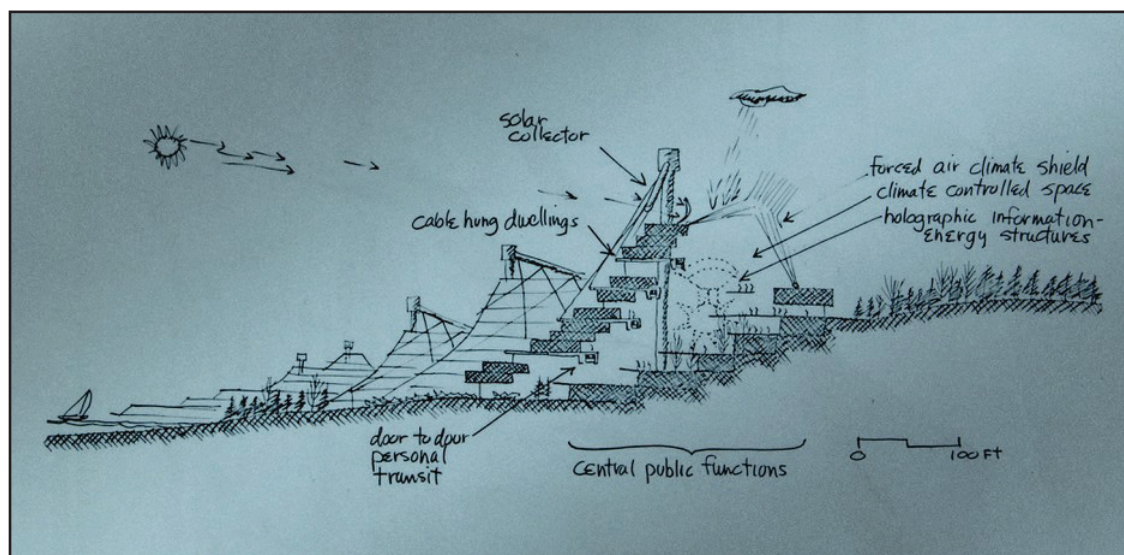 solar
collector
cable hung dwellings
forced air climate shield
climate controlled space
holographic information-
energy structures
door to door
personal
transit
central public functions
0
100 FT